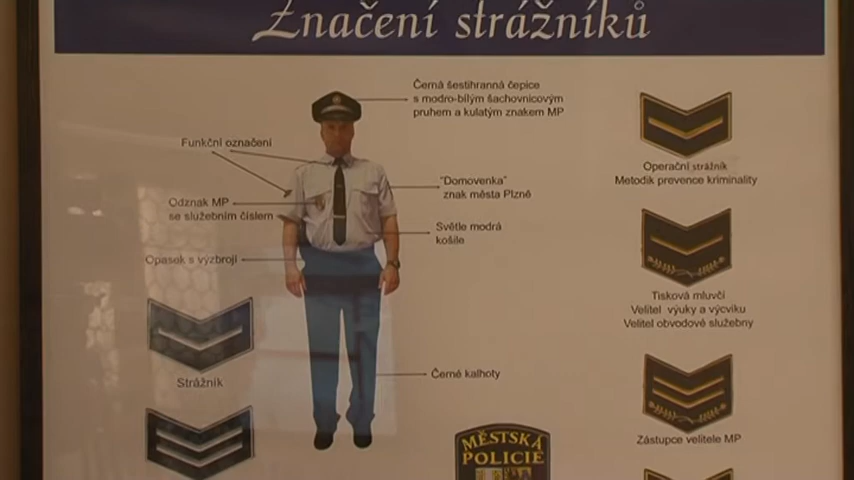 Značení strážníků
Černá šestihranná čepice
s modro-bílým šachovnicovým
pruhem a kulatým znakem MP
Funkční označení
"Domovenka"
znak města Plzně
Odznak MP
se služebním číslem
Světle modrá
košile
Opasek s výzbrojí
Černé kalhoty
Strážník
Operační strážník
Metodik prevence kriminality
Tisková mluvčí
Velitel výuky a výcviku
Velitel obvodové služebny
Zástupce velitele MP
MĚSTSKÁ
POLICIE